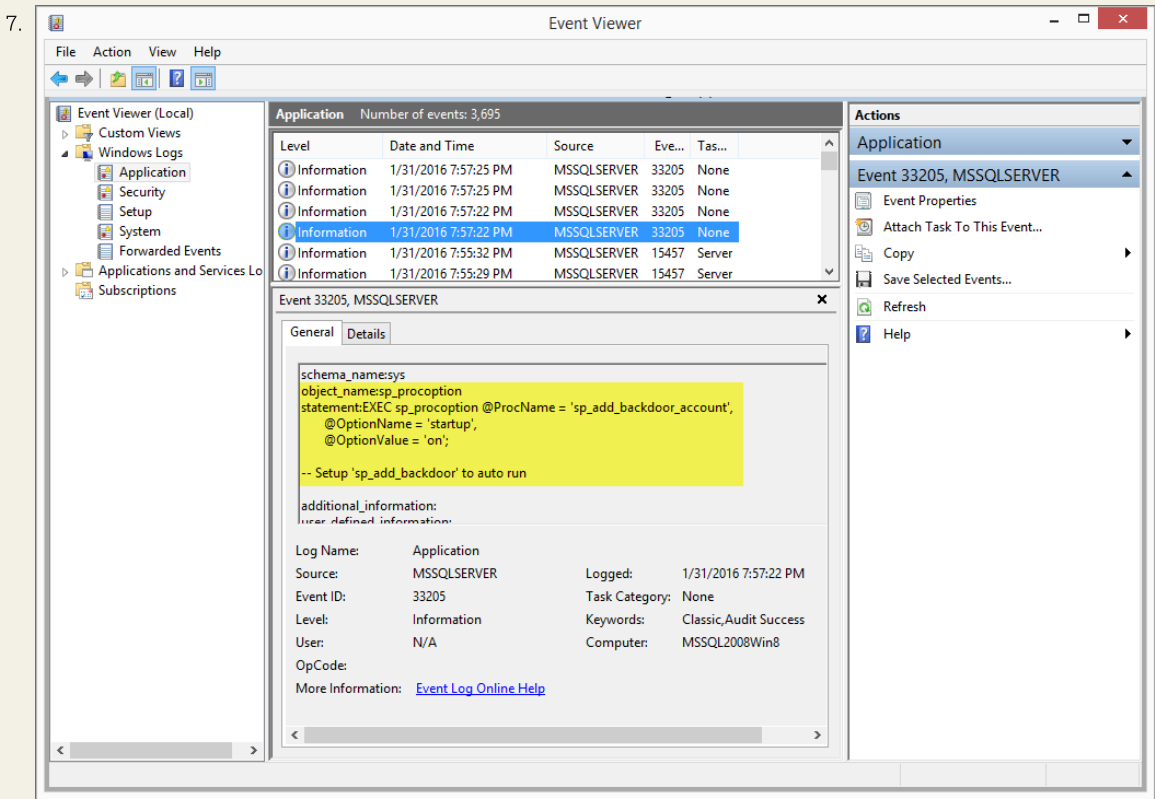 7.
Event Viewer
File Action View Help
Event Viewer (Local)
Custom Views
Windows Logs
Application
Security
Setup
System
Forwarded Events
Applications and Services Lo
Subscriptions
Application Number of events: 3,695
Level Date and Time Source Eve... Tas...
Information 1/31/2016 7:57:25 PM MSSQLSERVER 33205 None
Information 1/31/2016 7:57:25 PM MSSQLSERVER 33205 None
Information 1/31/2016 7:57:22 PM MSSQLSERVER 33205 None
Information 1/31/2016 7:57:22 PM MSSQLSERVER 33205 None
Information 1/31/2016 7:55:32 PM MSSQLSERVER 15457 Server
Information 1/31/2016 7:55:29 PM MSSQLSERVER 15457 Server
Event 33205, MSSQLSERVER
General Details
schema_name:sys
object_name:sp_procoption
statement:EXEC sp_procoption @ProcName = 'sp_add_backdoor_account',
@OptionName = 'startup',
@OptionValue = 'on';
-- Setup 'sp_add_backdoor' to auto run
additional_information:
user_defined_information:
Log Name: Application
Source: MSSQLSERVER Logged: 1/31/2016 7:57:22 PM
Event ID: 33205 Task Category: None
Level: Information Keywords: Classic,Audit Success
User: N/A Computer: MSSQL2008Win8
OpCode:
More Information: Event Log Online Help
Actions
Application
Event 33205, MSSQLSERVER
Event Properties
Attach Task To This Event...
Copy
Save Selected Events...
Refresh
Help